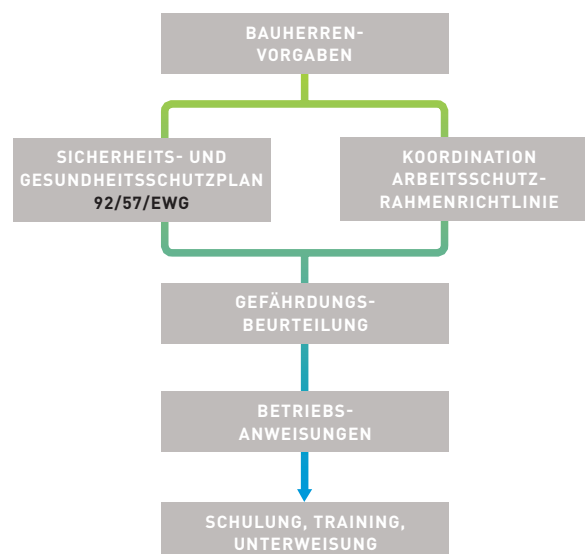 BAUHERREN-
VORGABEN
SICHERHEITS- UND
GESUNDHEITSSCHUTZPLAN
92/57/EWG
KOORDINATION
ARBEITSSCHUTZ-
RAHMENRICHTLINIE
GEFÄHRDUNGS-
BEURTEILUNG
BETRIEBS-
ANWEISUNGEN
SCHULUNG, TRAINING,
UNTERWEISUNG